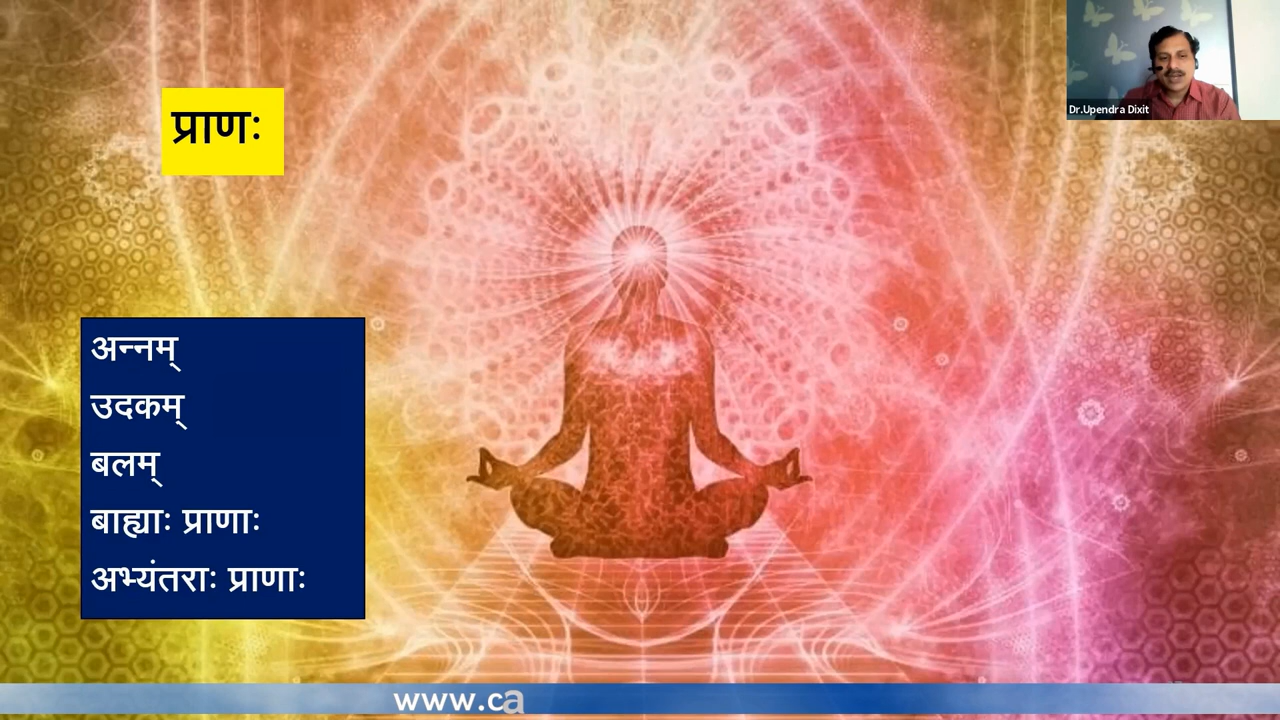 प्राणः
Dr.Upendra Dixit
अन्नम्
उदकम्
बलम्
बाह्याः प्राणाः
अभ्यंतराः प्राणाः
www.ca